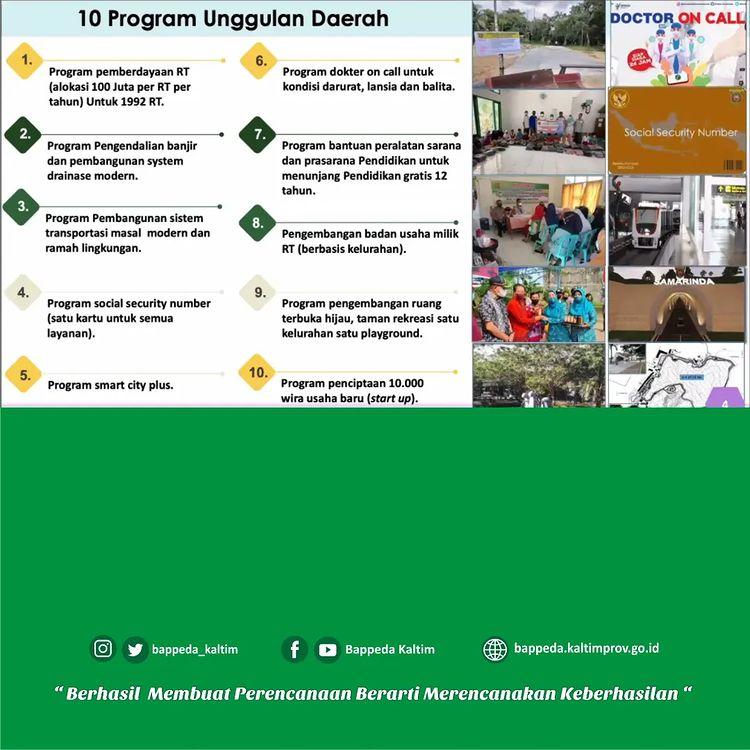 10 Program Unggulan Daerah
1.
Program pemberdayaan RT
(alokasi 100 Juta per RT per
tahun) Untuk 1992 RT.
2.
Program Pengendalian banjir
dan pembangunan system
drainase modern.
3.
Program Pembangunan sistem
transportasi masal modern dan
ramah lingkungan.
4.
Program social security number
(satu kartu untuk semua
layanan).
5.
Program smart city plus.
6.
Program dokter on call untuk
kondisi darurat, lansia dan balita.
7.
Program bantuan peralatan sarana
dan prasarana Pendidikan untuk
menunjang Pendidikan gratis 12
tahun.
8.
Pengembangan badan usaha milik
RT (berbasis kelurahan).
9.
Program pengembangan ruang
terbuka hijau, taman rekreasi satu
kelurahan satu playground.
10.
Program penciptaan 10.000
wira usaha baru (start up).
DOCTOR ON CALL
Social Security Number
SAMARINDA
4
bappeda_kaltim
Bappeda Kaltim
bappeda.kaltimprov.go.id
“ Berhasil Membuat Perencanaan Berarti Merencanakan Keberhasilan “